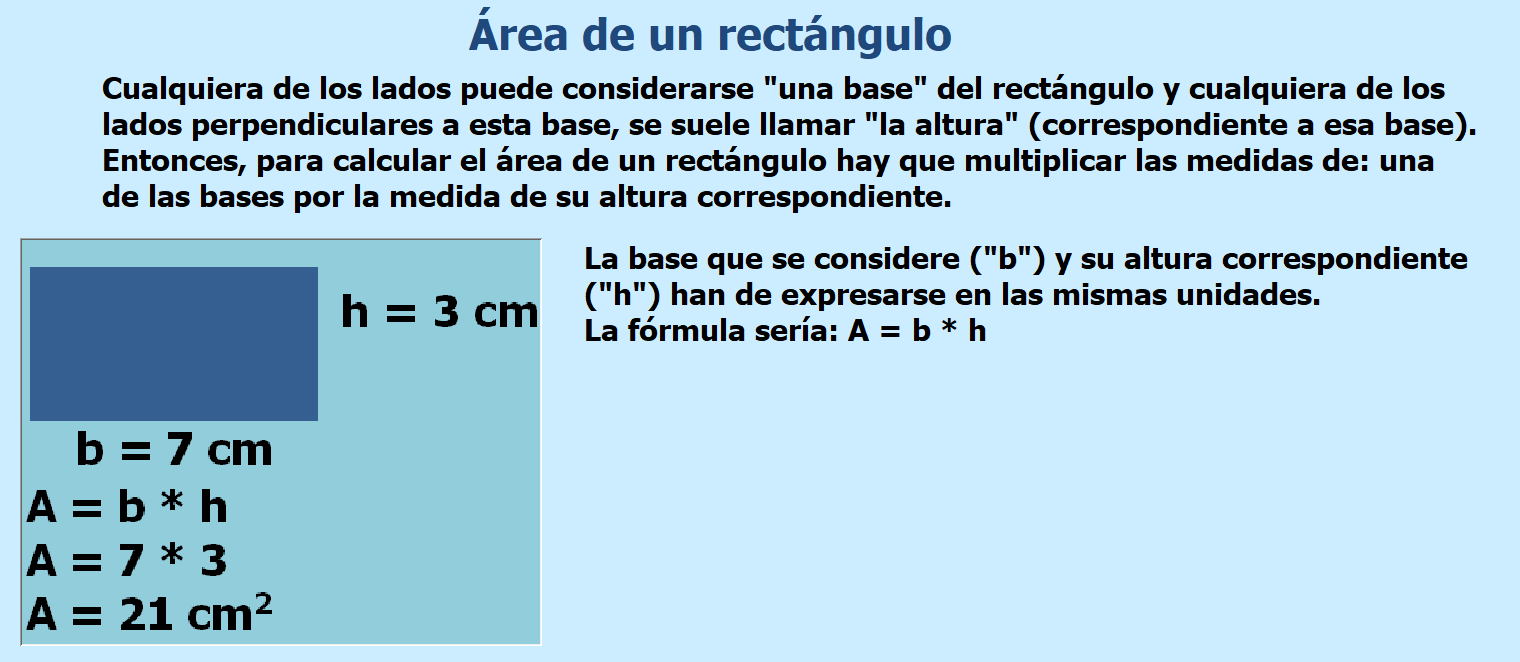 Área de un rectángulo
Cualquiera de los lados puede considerarse "una base" del rectángulo y cualquiera de los
lados perpendiculares a esta base, se suele llamar "la altura" (correspondiente a esa base).
Entonces, para calcular el área de un rectángulo hay que multiplicar las medidas de: una
de las bases por la medida de su altura correspondiente.
h = 3 cm
b = 7 cm
A = b * h
A = 7 * 3
A = 21 cm²
La base que se considere ("b") y su altura correspondiente
("h") han de expresarse en las mismas unidades.
La fórmula sería: A = b * h